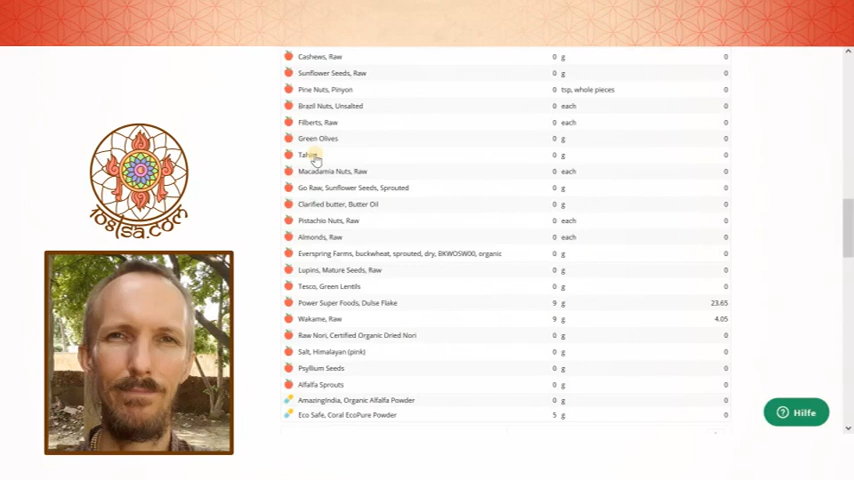 Cashews, Raw 0 g 0
Sunflower Seeds, Raw 0 g 0
Pine Nuts, Pinyon 0 tsp, whole pieces 0
Brazil Nuts, Unsalted 0 each 0
Filberts, Raw 0 each 0
Green Olives 0 g 0
0 g 0
Macadamia Nuts, Raw 0 each 0
Go Raw, Sunflower Seeds, Sprouted 0 g 0
Clarified butter, Butter Oil 0 g 0
Pistachio Nuts, Raw 0 each 0
Almonds, Raw 0 each 0
Everspring Farms, buckwheat, sprouted, dry, BKWOSW00, organic 0 g 0
Lupins, Mature Seeds, Raw 0 g 0
Tesco, Green Lentils 0 g 0
Power Super Foods, Dulse Flake 9 g 23.65
Wakame, Raw 9 g 4.05
Raw Nori, Certified Organic Dried Nori 0 g 0
Salt, Himalayan (pink) 0 g 0
Psyllium Seeds 0 g 0
Alfalfa Sprouts 0 g 0
AmazingIndia, Organic Alfalfa Powder 0 g 0
Eco Safe, Coral EcoPure Powder 5 g 0
Hilfe